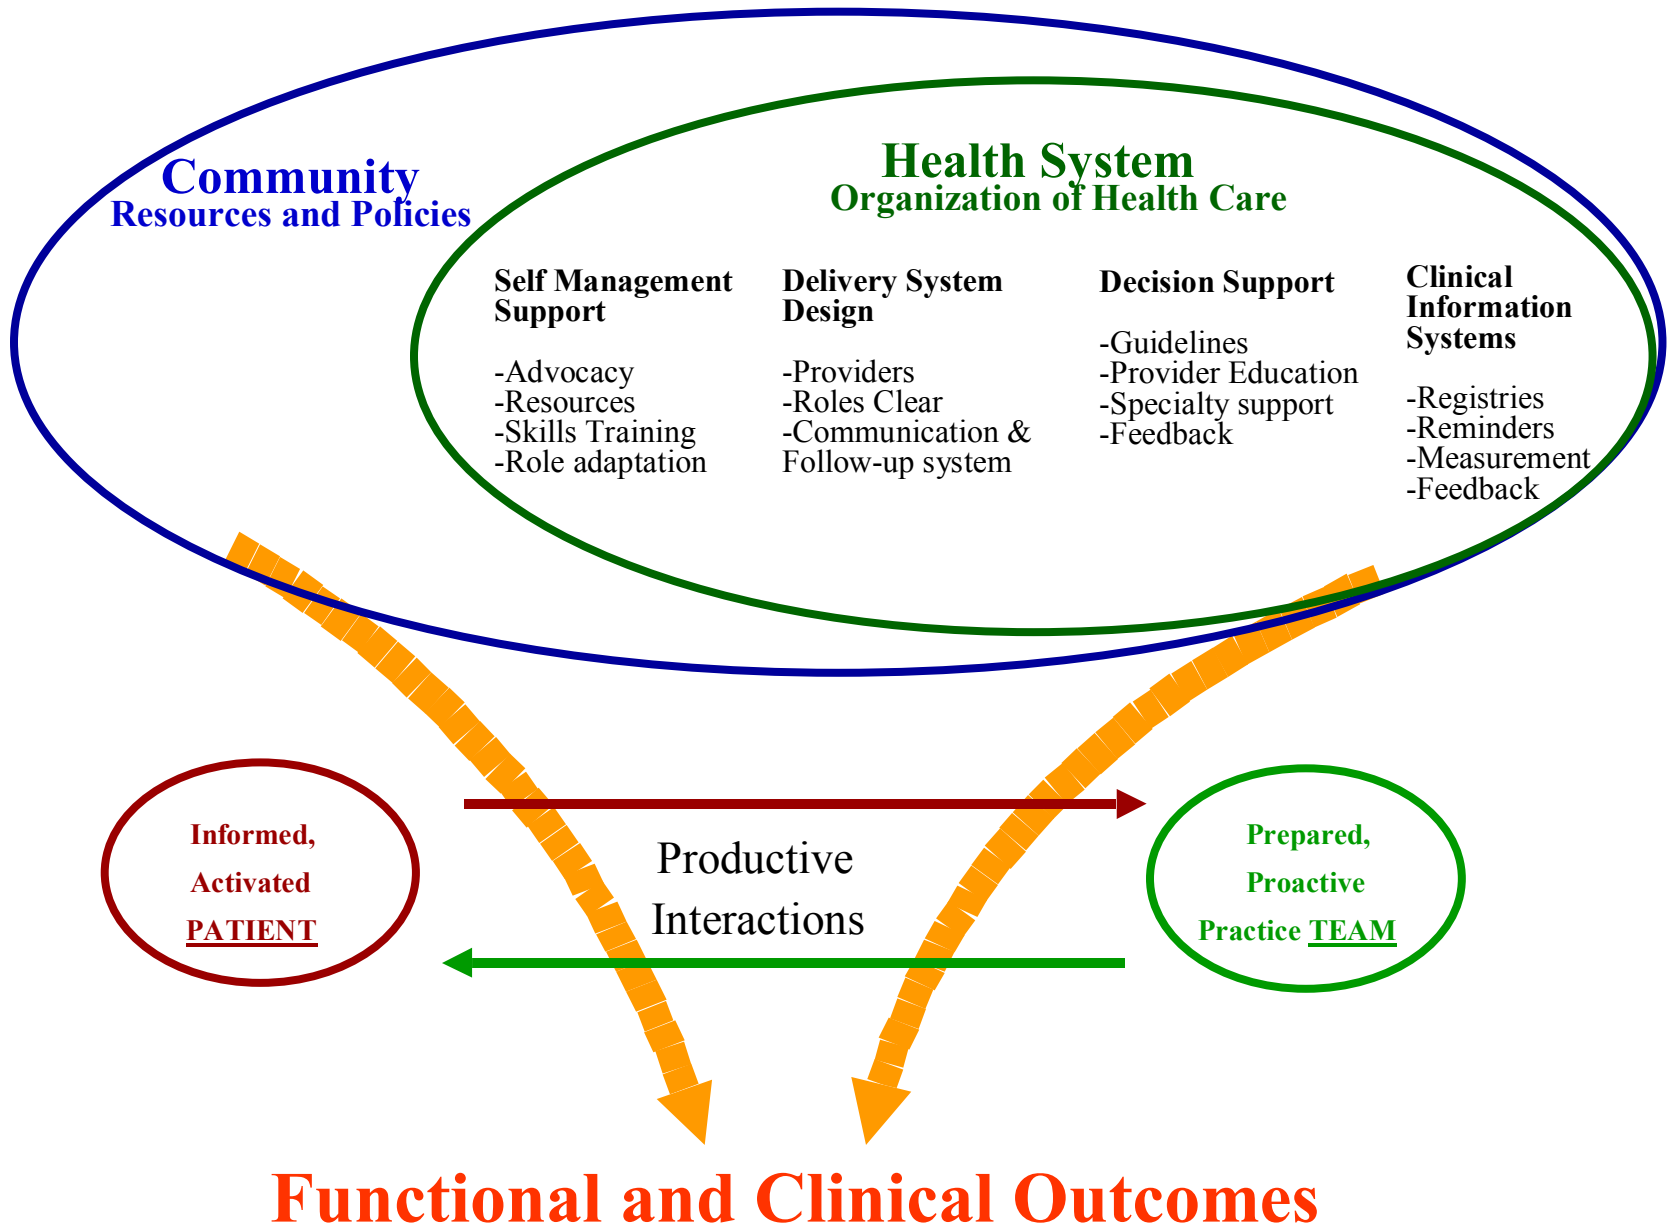 Community
Resources and Policies
Health System
Organization of Health Care
Self Management
Support
-Advocacy
-Resources
-Skills Training
-Role adaptation
Delivery System
Design
-Providers
-Roles Clear
-Communication &
Follow-up system
Decision Support
-Guidelines
-Provider Education
-Specialty support
-Feedback
Clinical
Information
Systems
-Registries
-Reminders
-Measurement
-Feedback
Informed,
Activated
PATIENT
Productive
Interactions
Prepared,
Proactive
Practice TEAM
Functional and Clinical Outcomes